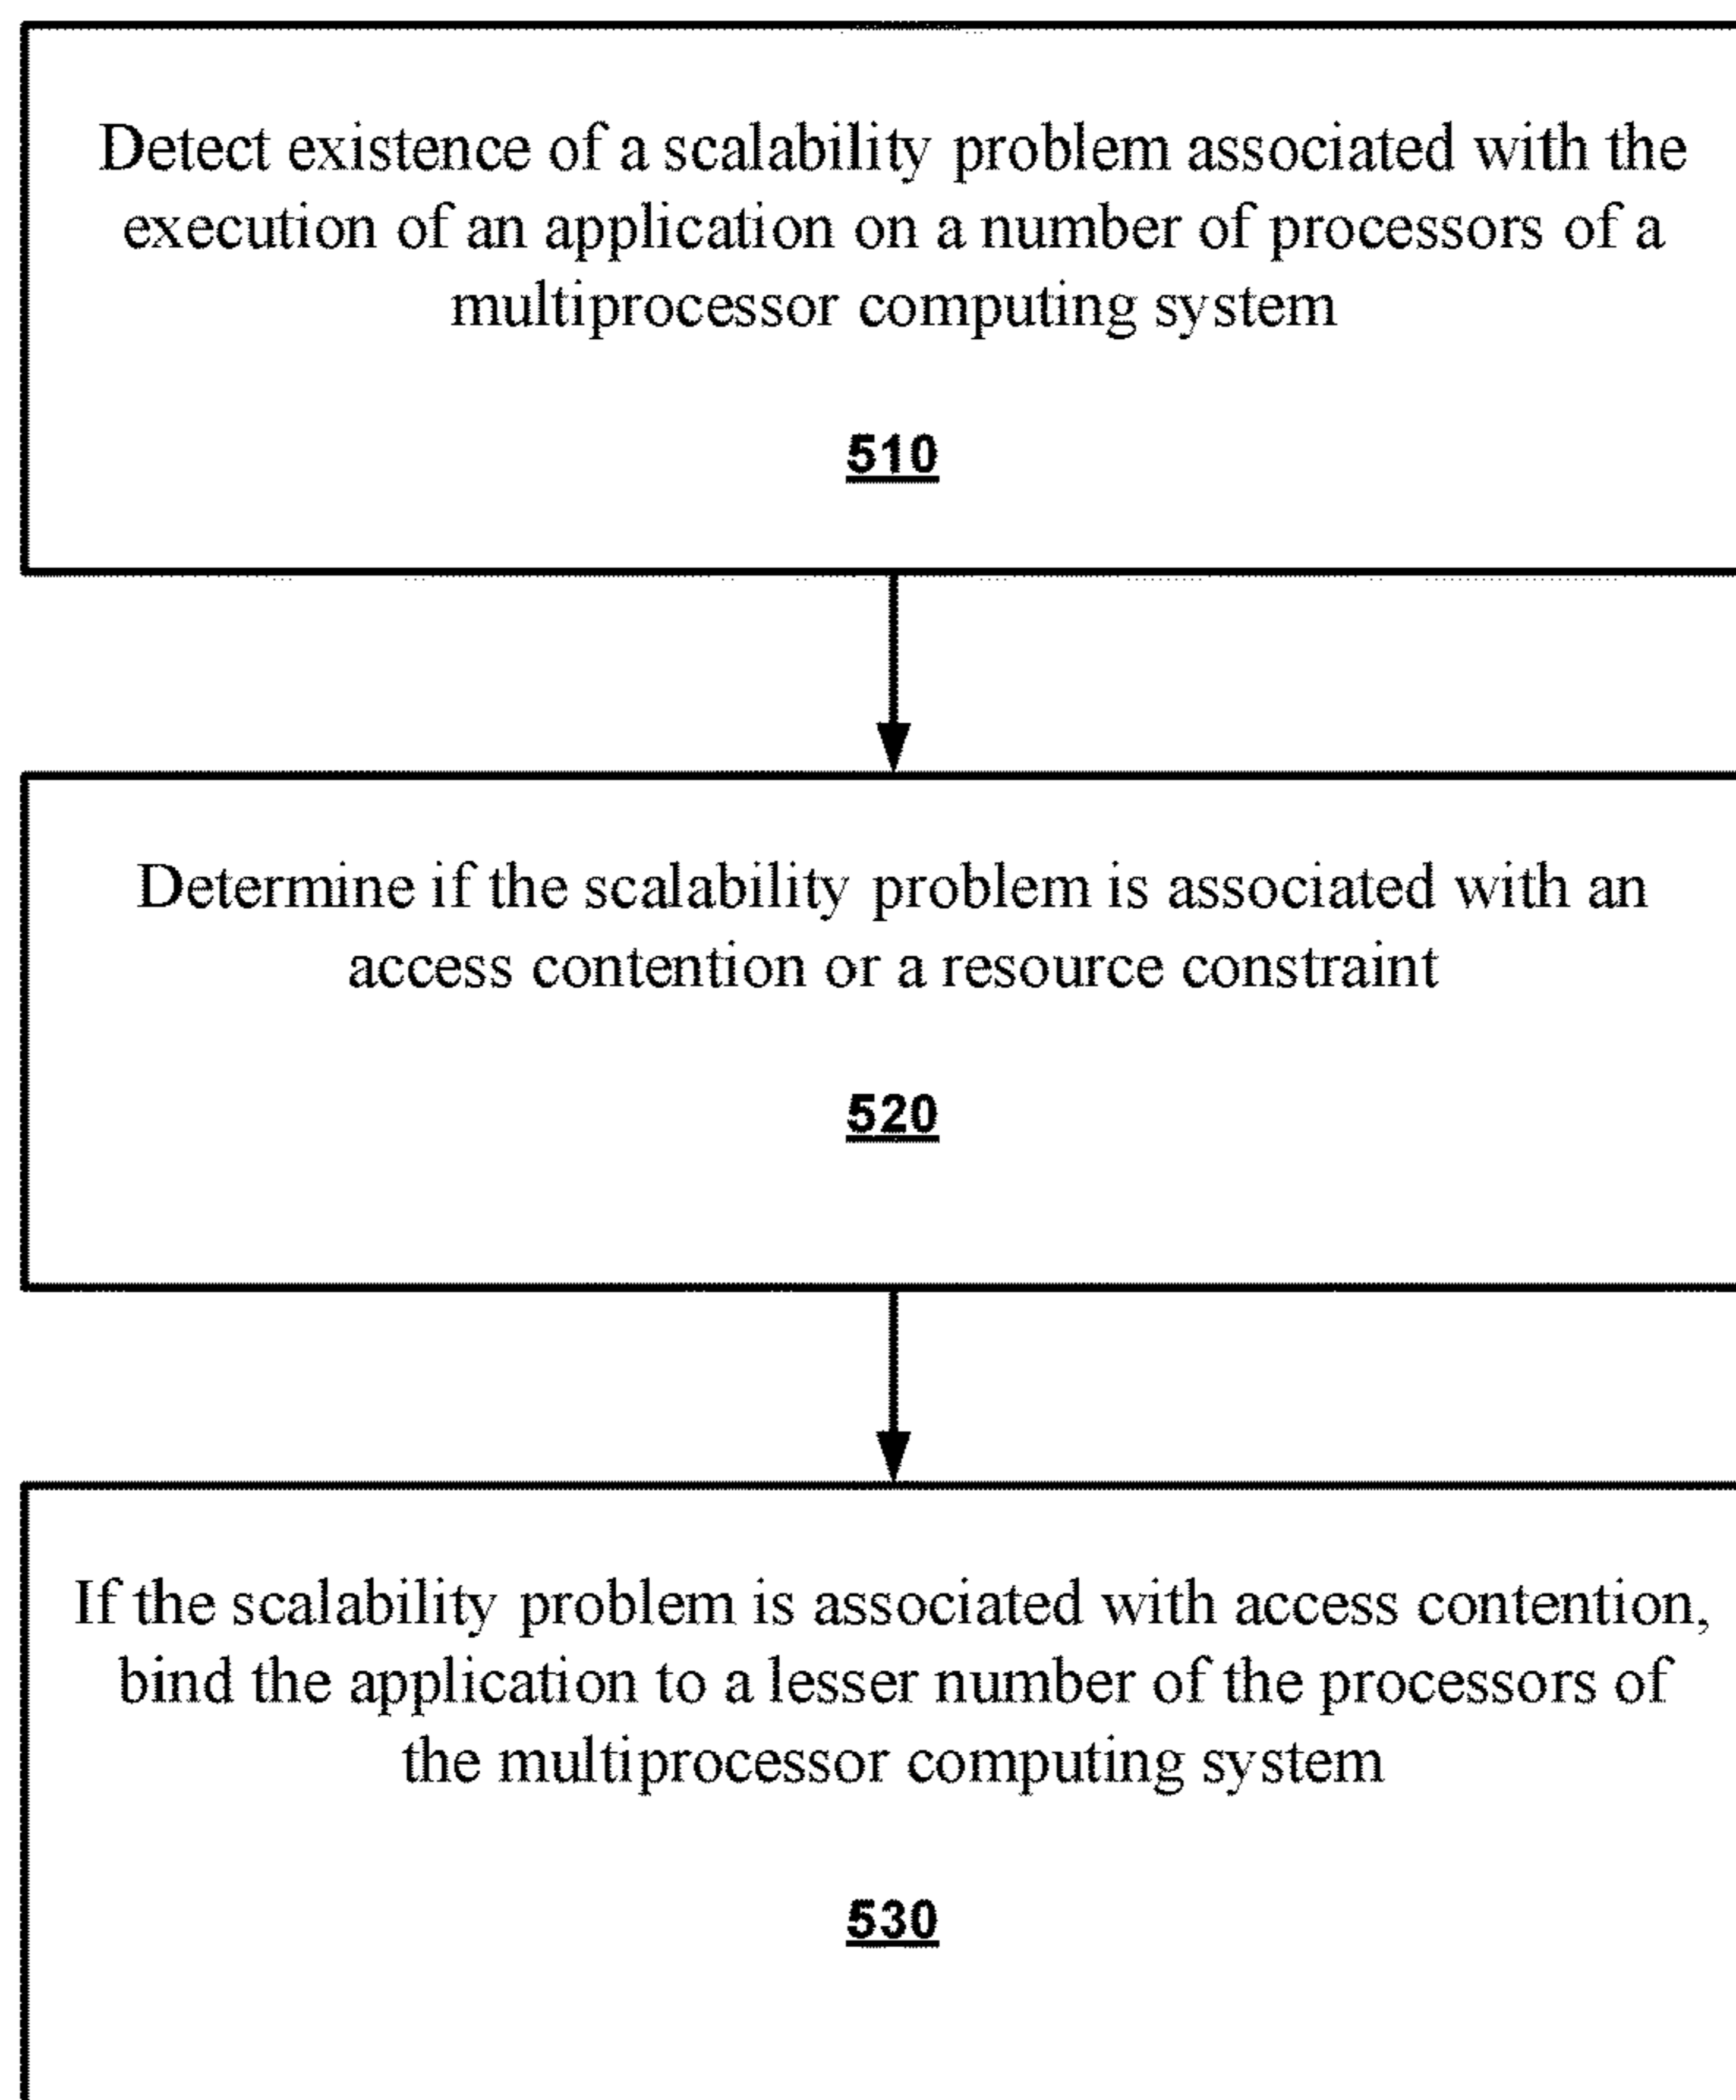 Detect existence of a scalability problem associated with the
execution of an application on a number of processors of a
multiprocessor computing system
510
Determine if the scalability problem is associated with an
access contention or a resource constraint
520
If the scalability problem is associated with access contention,
bind the application to a lesser number of the processors of
the multiprocessor computing system
530